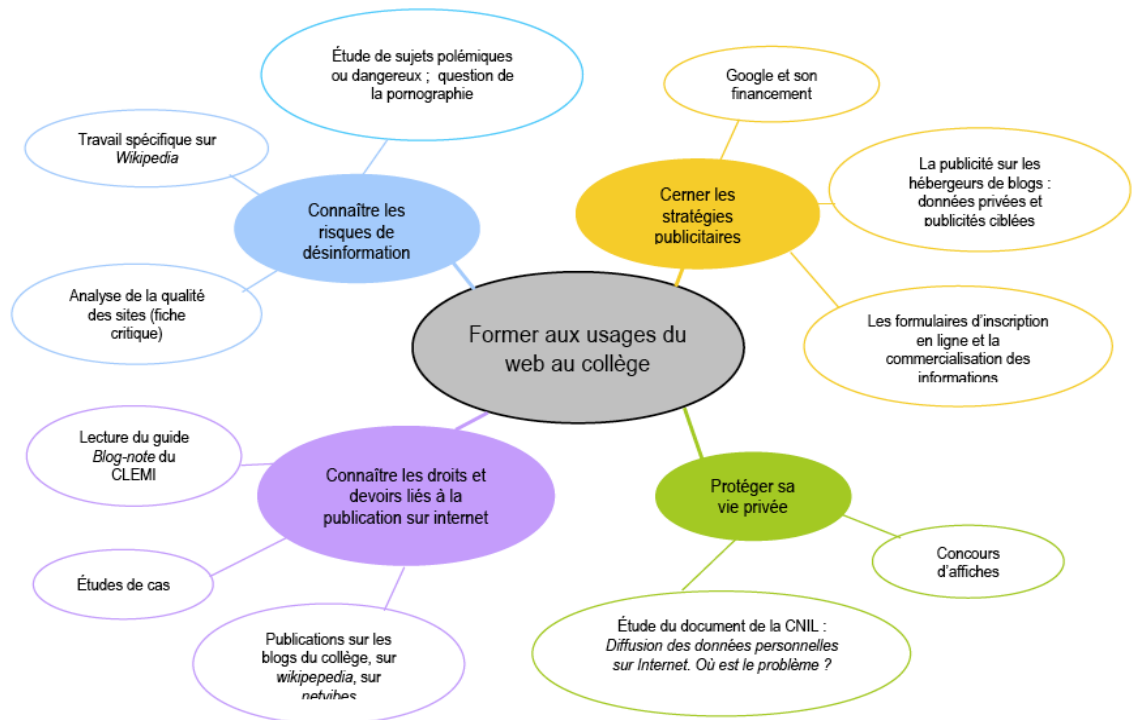 Étude de sujets polémiques
ou dangereux ; question de
la pornographie
Google et son
financement
Travail spécifique sur
Wikipedia
La publicité sur les
hébergeurs de blogs :
données privées et
publicités ciblées
Connaître les
risques de
désinformation
Cerner les
stratégies
publicitaires
Analyse de la qualité
des sites (fiche
critique)
Former aux usages du
web au collège
Les formulaires d'inscription
en ligne et la
commercialisation des
informations
Lecture du guide
Blog-note du
CLEMI
Connaître les droits et
devoirs liés à la
publication sur internet
Protéger sa
vie privée
Études de cas
Concours
d'affiches
Publications sur les
blogs du collège, sur
wikipepedia, sur
netvibes
Étude du document de la CNIL :
Diffusion des données personnelles
sur Internet. Où est le problème ?